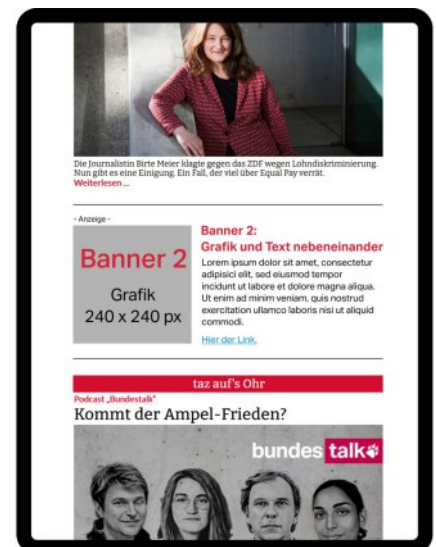 Die Journalistin Birte Meier klagte gegen das ZDF wegen Lohndiskriminierung.
Nun gibt es eine Einigung. Ein Fall, der viel über Equal Pay verrät.
Weiterlesen ...
- Anzeige -
Banner 2
Grafik
240 x 240 px
Banner 2:
Grafik und Text nebeneinander
Lorem ipsum dolor sit amet, consectetur
adipisici elit, sed eiusmod tempor
incidunt ut labore et dolore magna aliqua.
Ut enim ad minim veniam, quis nostrud
exercitation ullamco laboris nisi ut aliquid
commodi.
Hier der Link.
taz auf's Ohr
Podcast „Bundestalk"
Kommt der Ampel-Frieden?
bundes talk